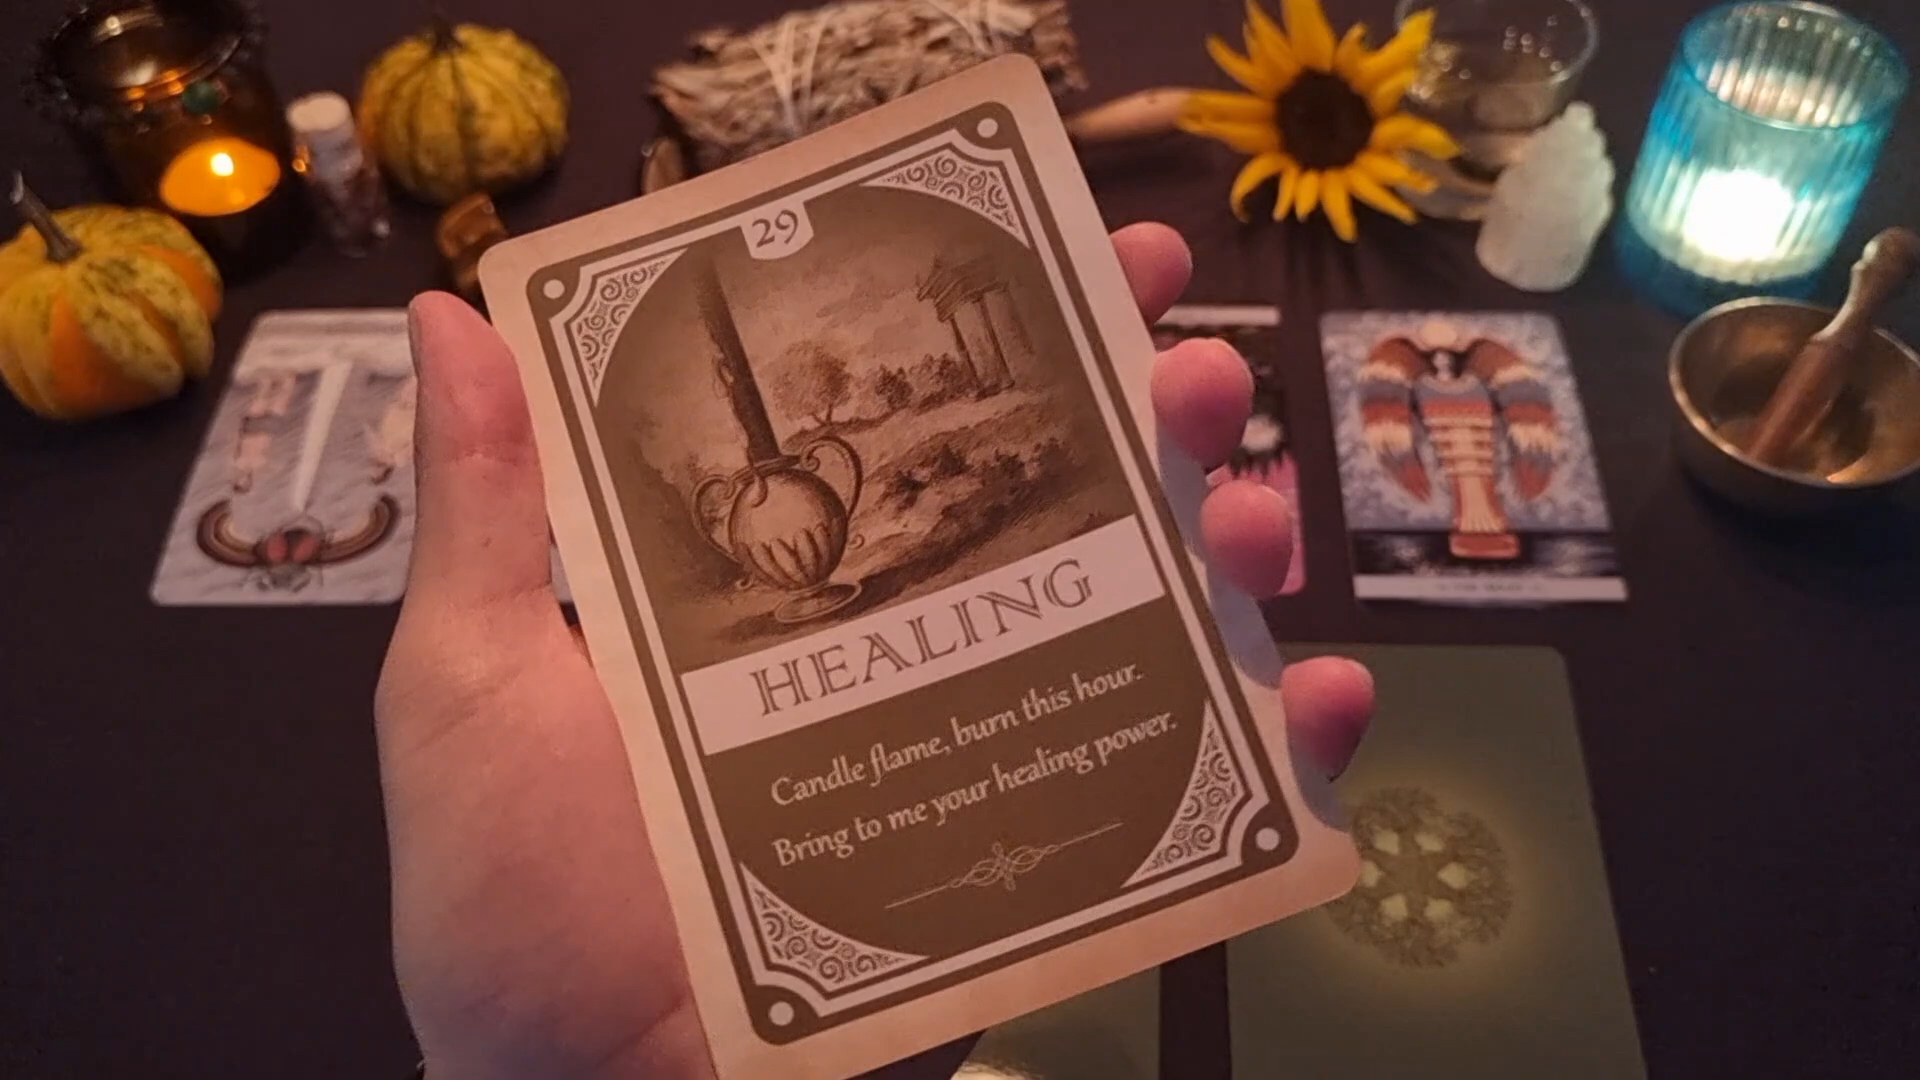 29
HEALING
Candle flame, burn this hour.
Bring to me your healing power.